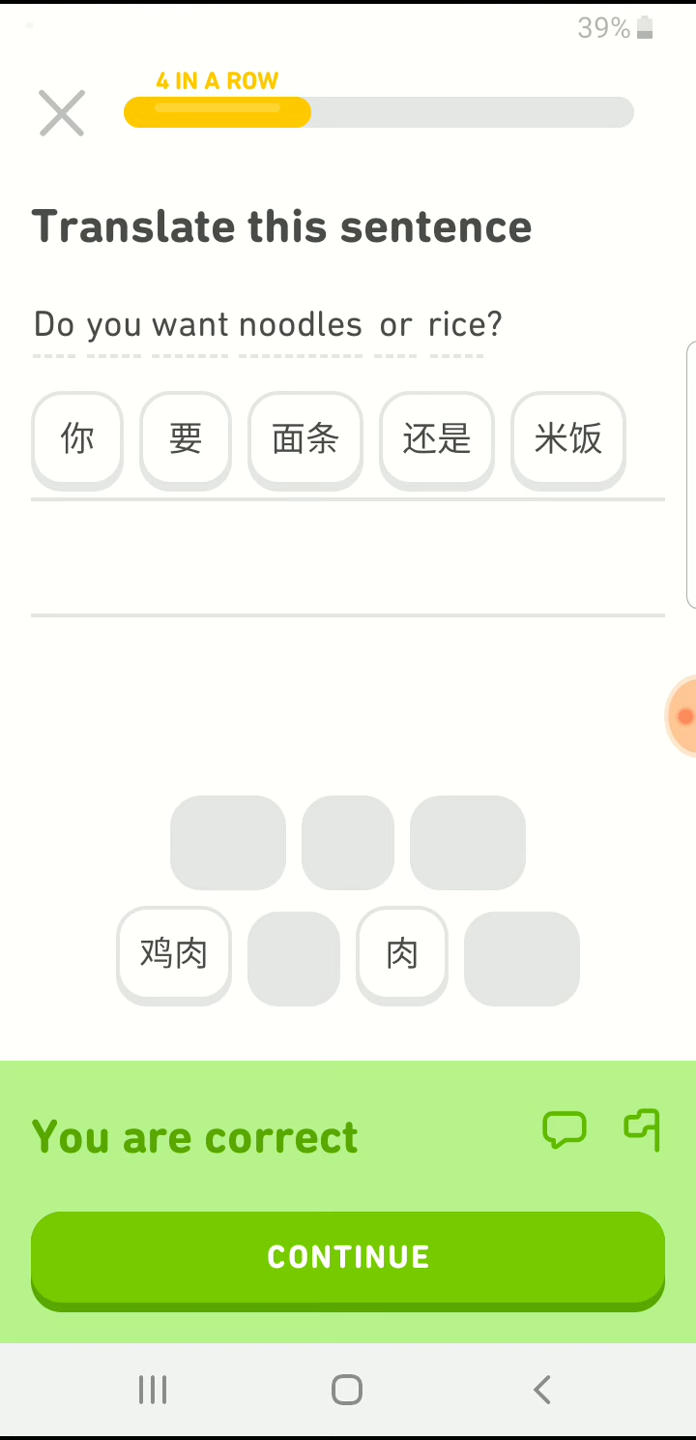 39%
4 IN A ROW
Translate this sentence
Do you want noodles or rice?
你 要 面条 还是 米饭
鸡肉 肉
You are correct
CONTINUE